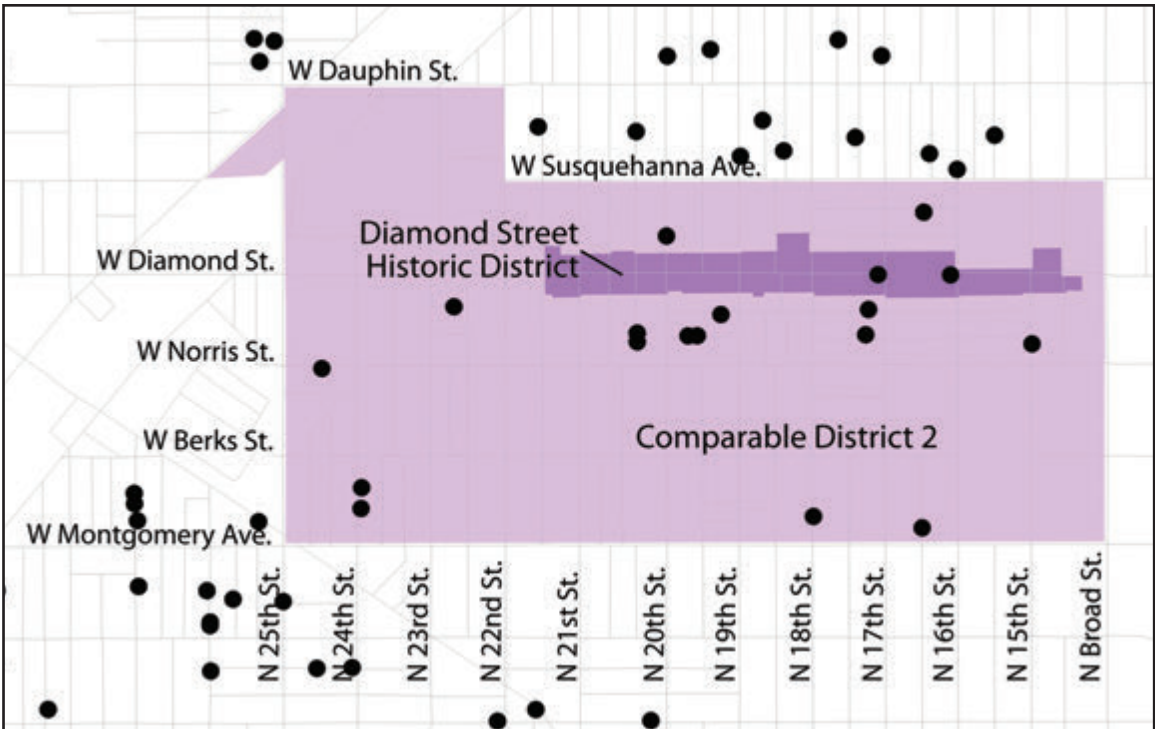 W Dauphin St.
W Susquehanna Ave.
Diamond Street
Historic District
W Diamond St.
W Norris St.
W Berks St.
Comparable District 2
W Montgomery Ave.
N 25th St.
N 24th St.
N 23rd St.
N 22nd St.
N 21st St.
N 20th St.
N 19th St.
N 18th St.
N 17th St.
N 16th St.
N 15th St.
N Broad St.